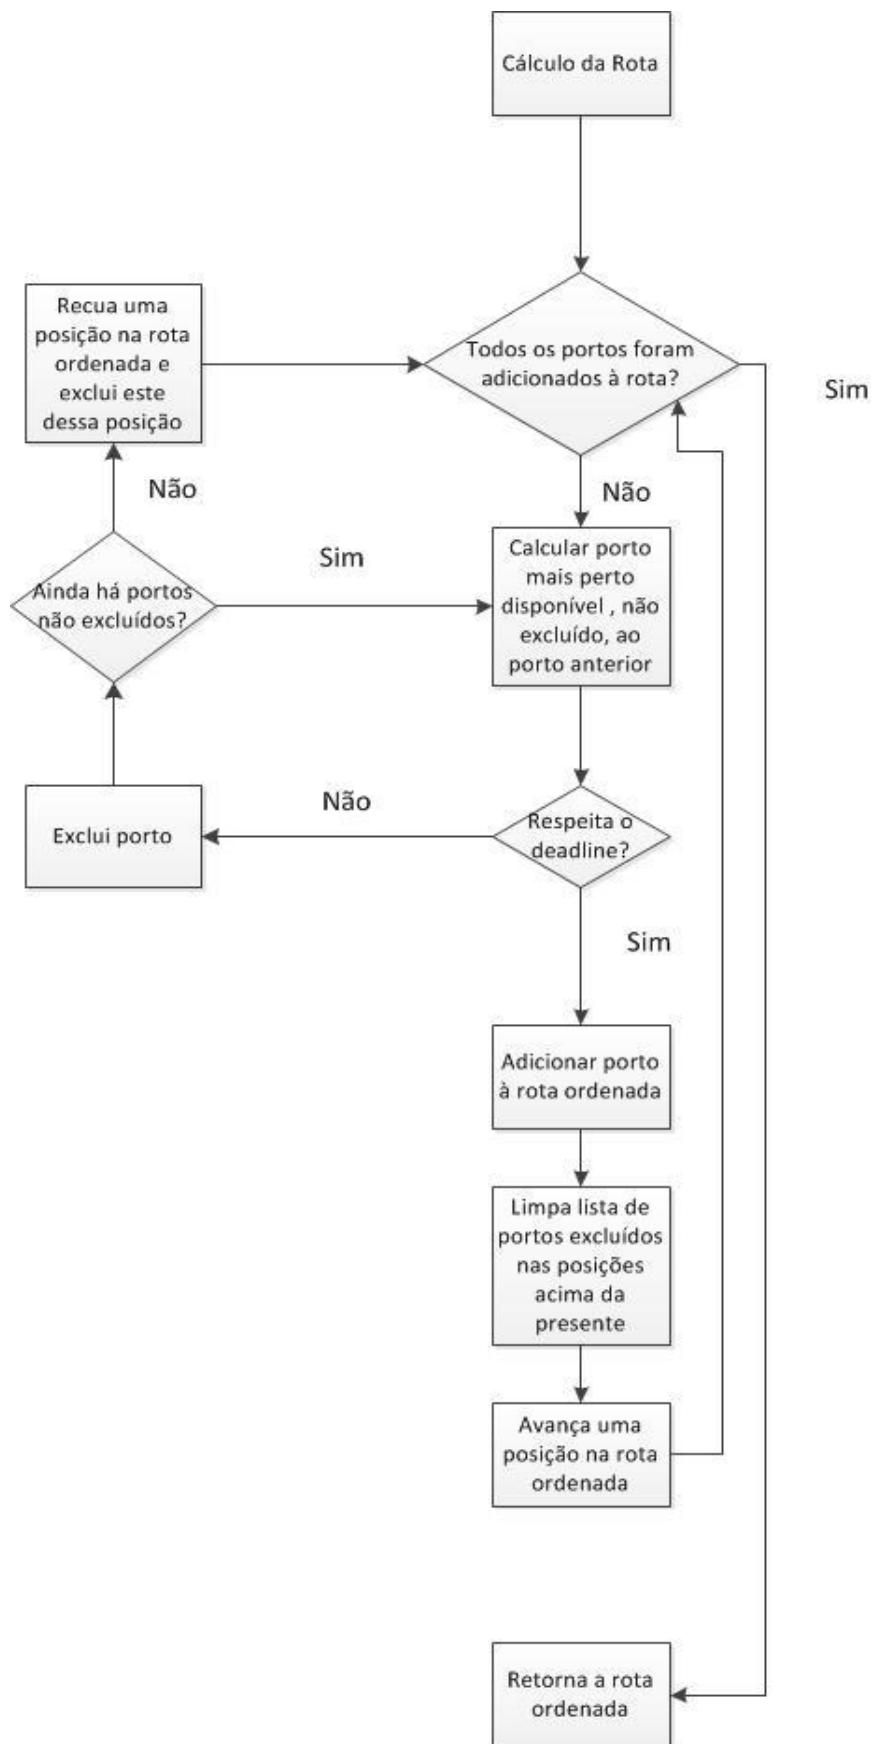 Cálculo da Rota
Recua uma
posição na rota
ordenada e
exclui este
dessa posição
Todos os portos foram
adicionados à rota?
Sim
Não
Não
Sim
Calcular porto
mais perto
disponível , não
excluído, ao
porto anterior
Ainda há portos
não excluídos?
Exclui porto
Não
Respeita o
deadline?
Sim
Adicionar porto
à rota ordenada
Limpa lista de
portos excluídos
nas posições
acima da
presente
Avança uma
posição na rota
ordenada
Retorna a rota
ordenada